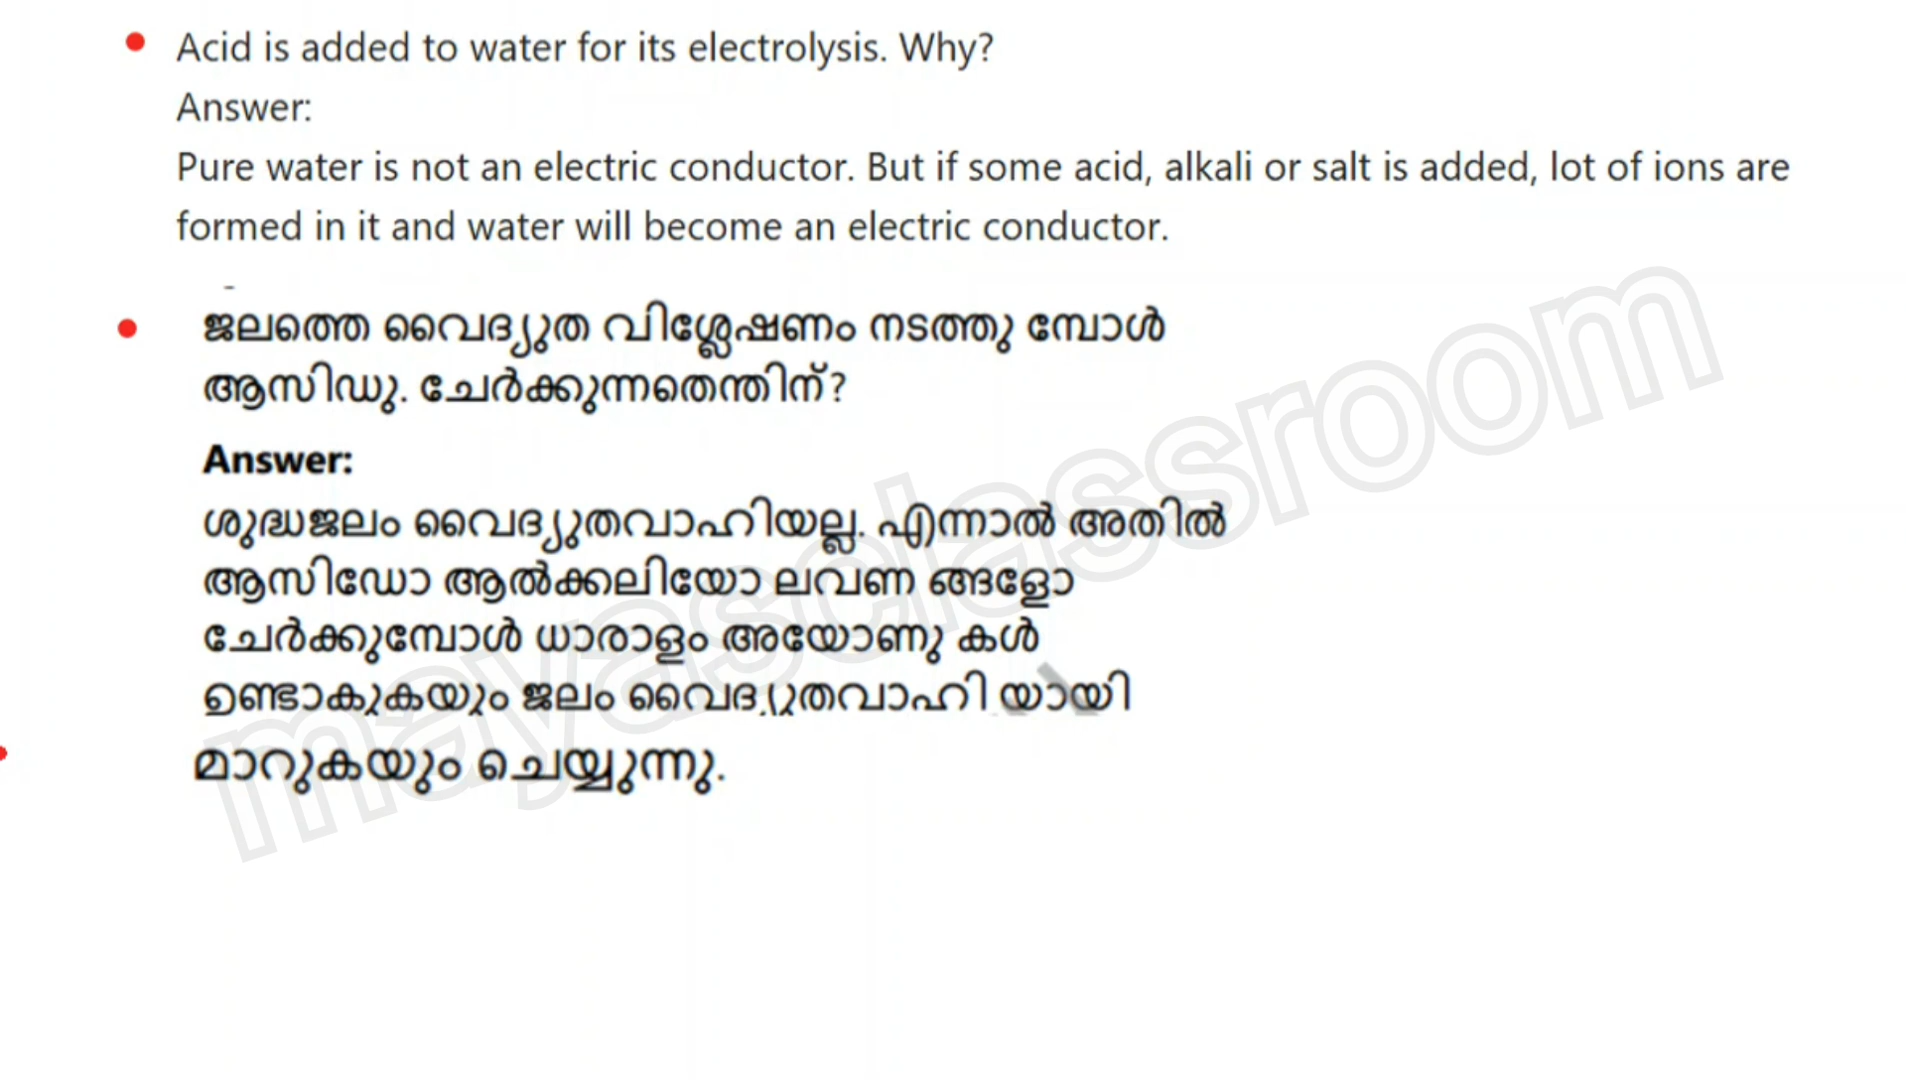 Acid is added to water for its electrolysis. Why?
Answer:
Pure water is not an electric conductor. But if some acid, alkali or salt is added, lot of ions are
formed in it and water will become an electric conductor.
ജലത്തെ വൈദ്യുത വിശ്ലേഷണം നടത്തു മ്പോൾ
ആസിഡു. ചേർക്കുന്നതെന്തിന്?
Answer:
ശുദ്ധജലം വൈദ്യുതവാഹിയല്ല. എന്നാൽ അതിൽ
ആസിഡോ ആൽക്കലിയോ ലവണ ങ്ങളോ
ചേർക്കുമ്പോൾ ധാരാളം അയോണു കൾ
ഉണ്ടാകുകയും ജലം വൈദ്യുതവാഹി യായി
മാറുകയും ചെയ്യുന്നു.
mayasclassroom